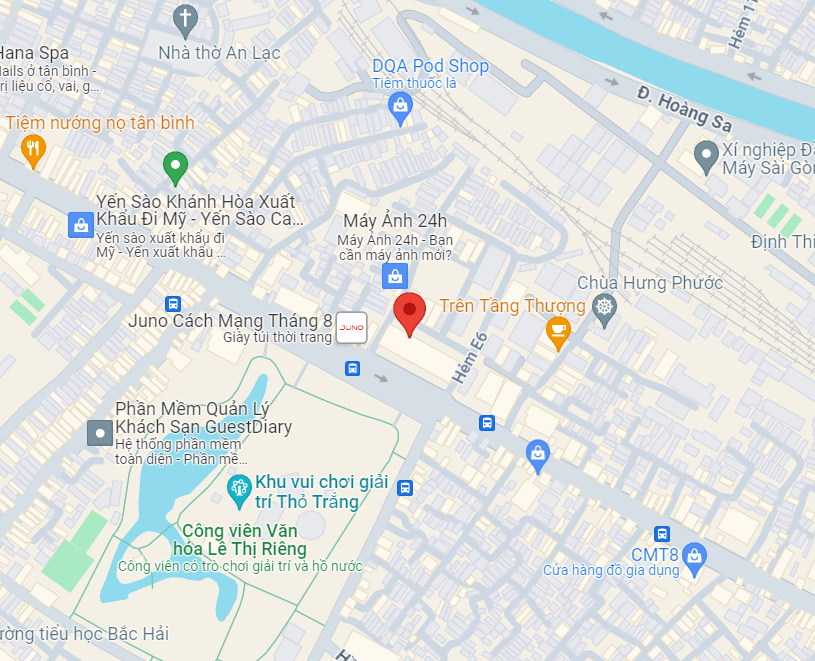 Nhà thờ An Lạc
Hẻm 11
Hana Spa
Nails ở tân bình -
rị liệu cổ, vai, g...
DQA Pod Shop
Tiệm thuốc lá
Đ. Hoàng Sa
Tiệm nướng nọ tân bình
Xí nghiệp Đầ
Máy Sài Gòn
Yến Sào Khánh Hòa Xuất
Khẩu Đi Mỹ - Yến Sào Ca...
Yến sào xuất khẩu đi
Mỹ - Yến xuất khẩu ...
Máy Ảnh 24h
Máy Ảnh 24h - Bạn
cần máy ảnh mới?
Định Thi
Chùa Hưng Phước
Trên Tầng Thượng
Juno Cách Mạng Tháng 8
Giày túi thời trang
JUNO
Hẻm E6
Phần Mềm Quản Lý
Khách Sạn GuestDiary
Hệ thống phần mềm
toàn diện - Phần mề...
Khu vui chơi giải
trí Thỏ Trắng
Công viên Văn
hóa Lê Thị Riêng
Công viên có trò chơi giải trí và hồ nước
CMT8
Cửa hàng đồ gia dụng
ường tiểu học Bắc Hải